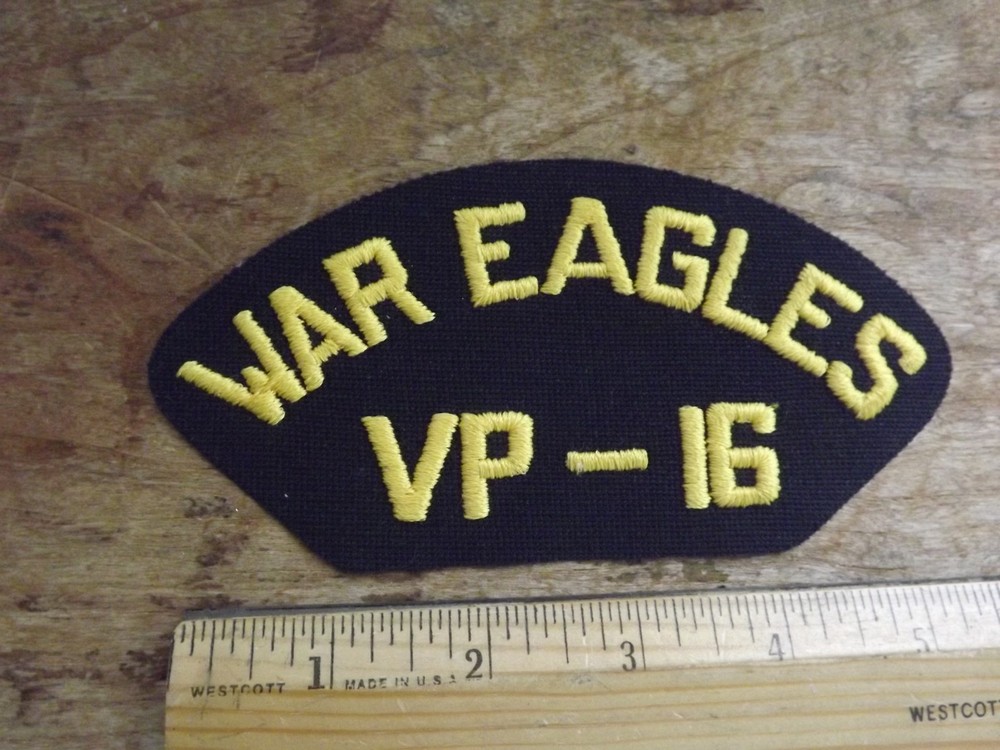 WAR EAGLES
VP-16
1 2 3 4 5
WESTCOTT MADE IN U.S.A.
WESTCOTT